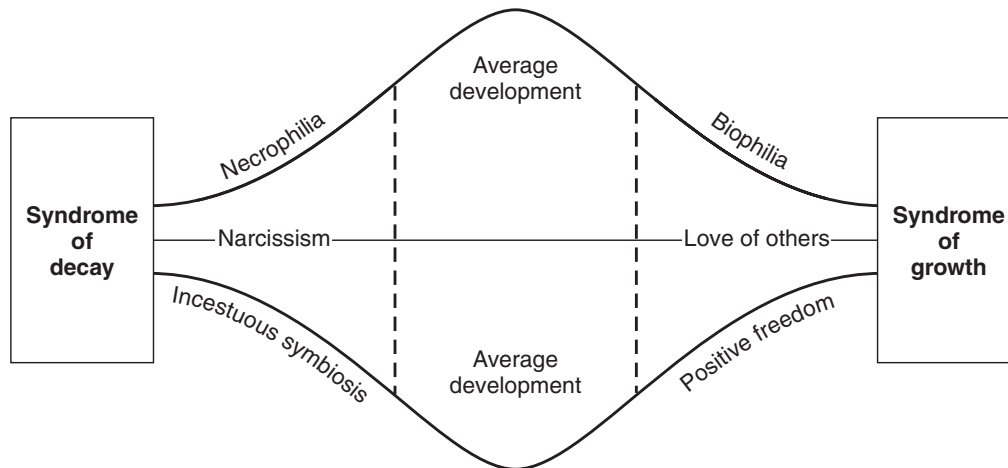 Average
development
Necrophilia
Biophilia
Syndrome
of
decay
Narcissism
Love of others
Syndrome
of
growth
Incestuous symbiosis
Average
development
Positive freedom